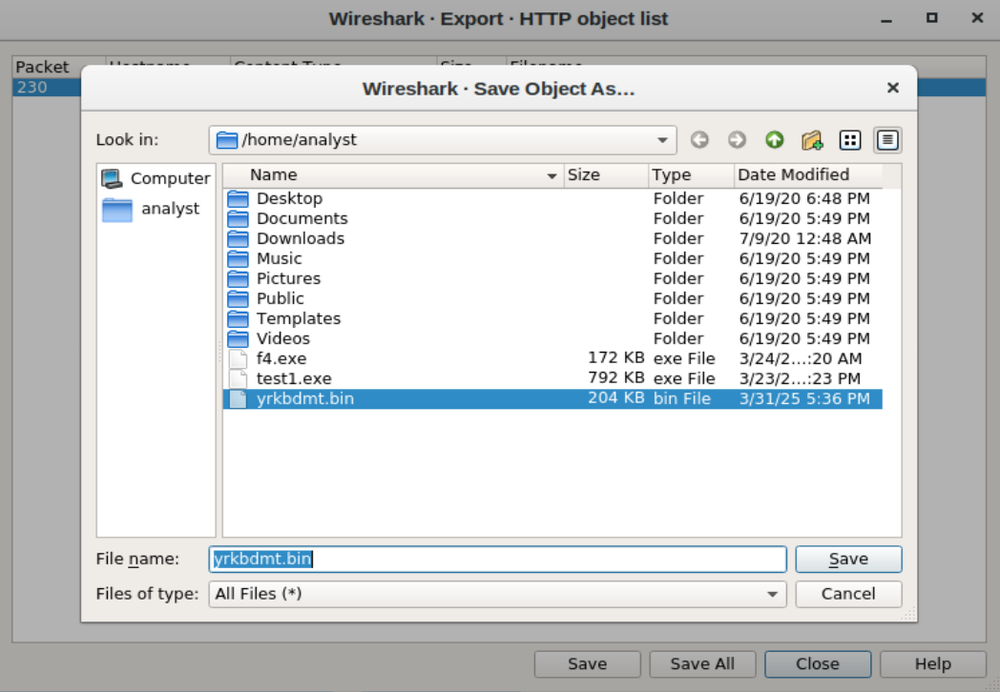 Wireshark · Export · HTTP object list
Packet Hostname Content Type Size Filename
230
Wireshark · Save Object As...
Look in: /home/analyst
Computer
analyst
Name Size Type Date Modified
Desktop Folder 6/19/20 6:48 PM
Documents Folder 6/19/20 5:49 PM
Downloads Folder 7/9/20 12:48 AM
Music Folder 6/19/20 5:49 PM
Pictures Folder 6/19/20 5:49 PM
Public Folder 6/19/20 5:49 PM
Templates Folder 6/19/20 5:49 PM
Videos Folder 6/19/20 5:49 PM
f4.exe 172 KB exe File 3/24/2...:20 AM
test1.exe 792 KB exe File 3/23/2...:23 PM
yrkbdmt.bin 204 KB bin File 3/31/25 5:36 PM
File name: yrkbdmt.bin Save
Files of type: All Files (*) Cancel
Save Save All Close Help